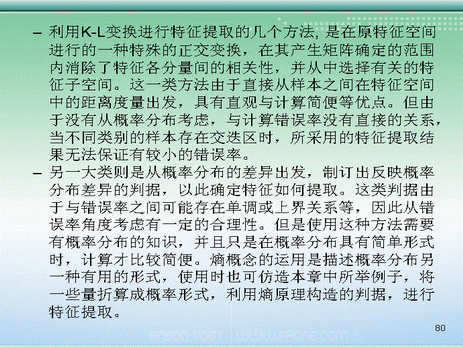 – 利用K-L变换进行特征提取的几个方法, 是在原特征空间
进行的一种特殊的正交变换，在其产生矩阵确定的范围
内消除了特征各分量间的相关性，并从中选择有关的特
征子空间。这一类方法由于直接从样本之间在特征空间
中的距离度量出发，具有直观与计算简便等优点。但由
于没有从概率分布考虑，与计算错误率没有直接的关系，
当不同类别的样本存在交迭区时，所采用的特征提取结
果无法保证有较小的错误率。
– 另一大类则是从概率分布的差异出发，制订出反映概率
分布差异的判据，以此确定特征如何提取。这类判据由
于与错误率之间可能存在单调或上界关系等，因此从错
误率角度考虑有一定的合理性。但是使用这种方法需要
有概率分布的知识，并且只是在概率分布具有简单形式
时，计算才比较简便。熵概念的运用是描述概率分布另
一种有用的形式，使用时也可仿造本章中所举例子，将
一些量折算成概率形式，利用熵原理构造的判据，进行
特征提取。
80